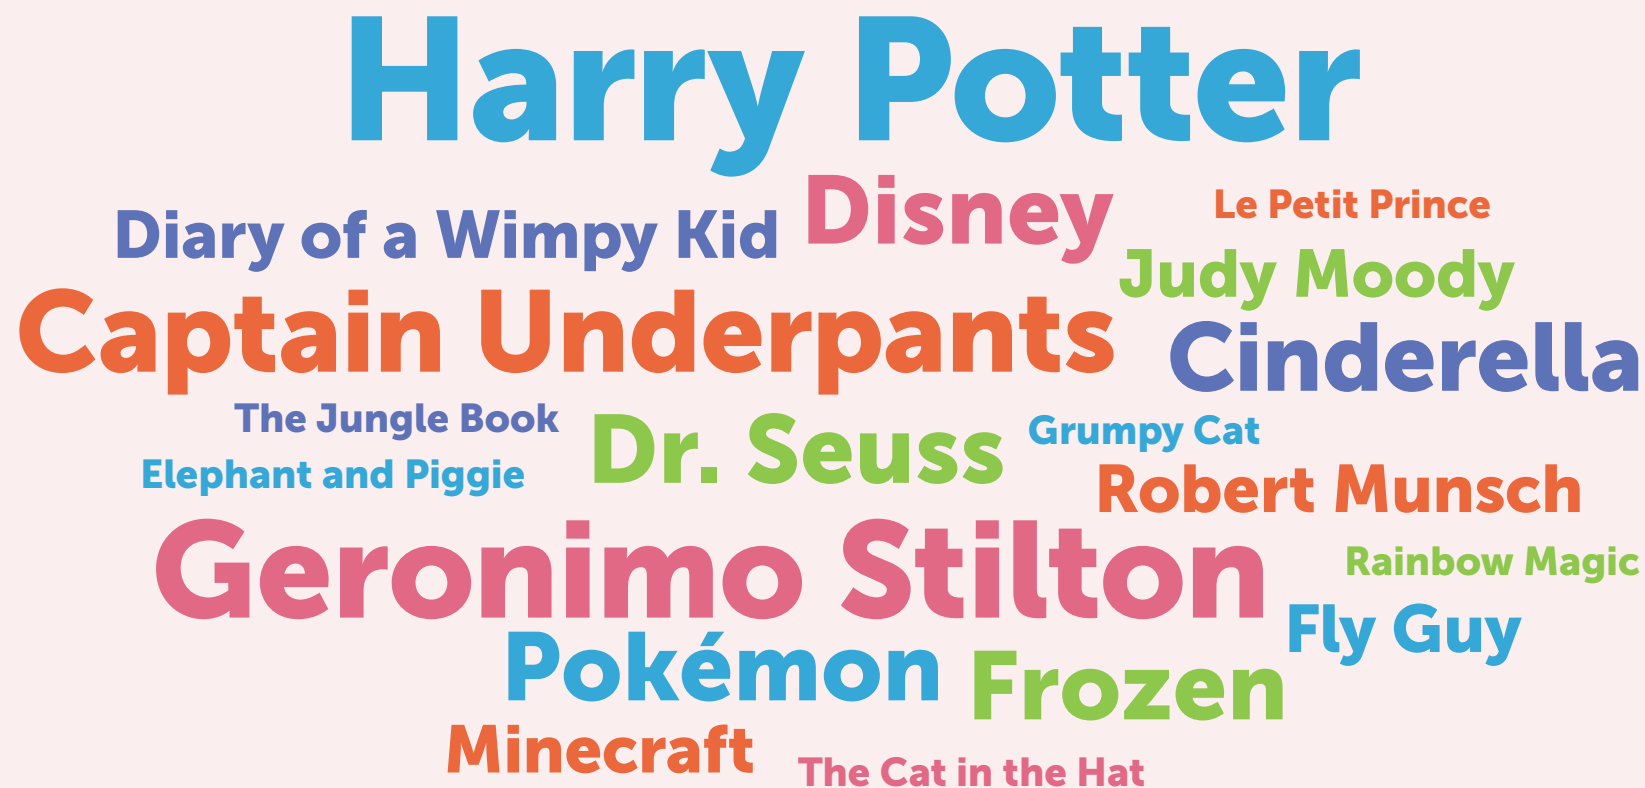 Harry Potter
Disney
Le Petit Prince
Diary of a Wimpy Kid
Judy Moody
Captain Underpants
Cinderella
The Jungle Book
Dr. Seuss
Grumpy Cat
Elephant and Piggie
Robert Munsch
Geronimo Stilton
Rainbow Magic
Fly Guy
Pokémon
Frozen
Minecraft
The Cat in the Hat